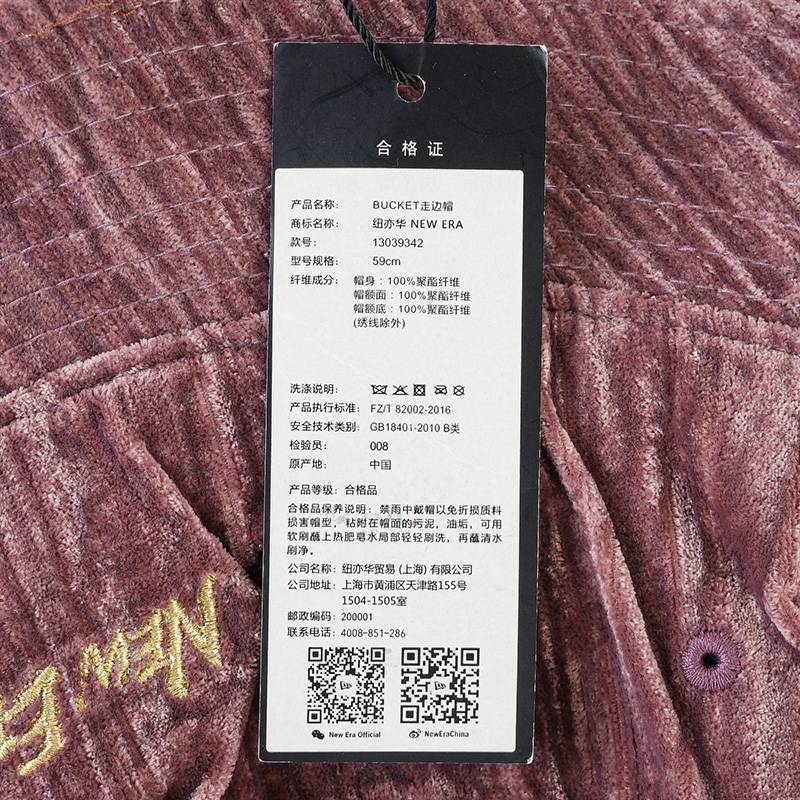 合格证
产品名称: BUCKET走边帽
商标名称: 纽亦华 NEW ERA
款号: 13039342
型号规格: 59cm
纤维成分: 帽身:100%聚酯纤维
帽额面:100%聚酯纤维
帽额底:100%聚酯纤维
(绣线除外)
洗涤说明:
产品执行标准: FZ/T 82002-2016
安全技术类别: GB18401-2010 B类
检验员: 008
原产地: 中国
产品等级: 合格品
合格品保养说明:禁雨中戴帽以免折损质料
损害帽型,粘附在帽面的污泥,油垢,可用
软刷蘸上热肥皂水局部轻轻刷洗,再蘸清水
刷净。
公司名称: 纽亦华贸易(上海)有限公司
公司地址: 上海市黄浦区天津路155号
1504-1505室
邮政编码: 200001
联系电话: 4008-851-286
New Era Official NewEraChina
NEW E